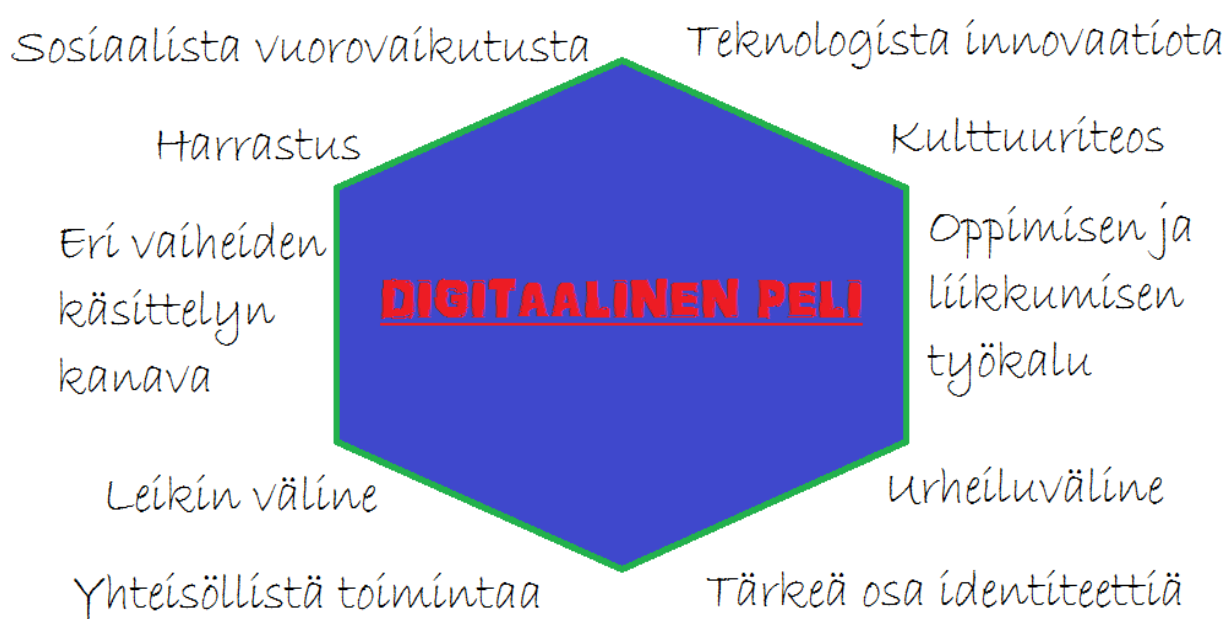 Sosiaalista vuorovaikutusta
Teknologista innovaatiota
Harrastus
Kulttuuriteos
Eri vaiheiden
käsittelyn
kanava
DIGITAALINEN PELI
Oppimisen ja
liikkumisen
työkalu
Leikin väline
Urheiluväline
Yhteisöllistä toimintaa
Tärkeä osa identiteettiä